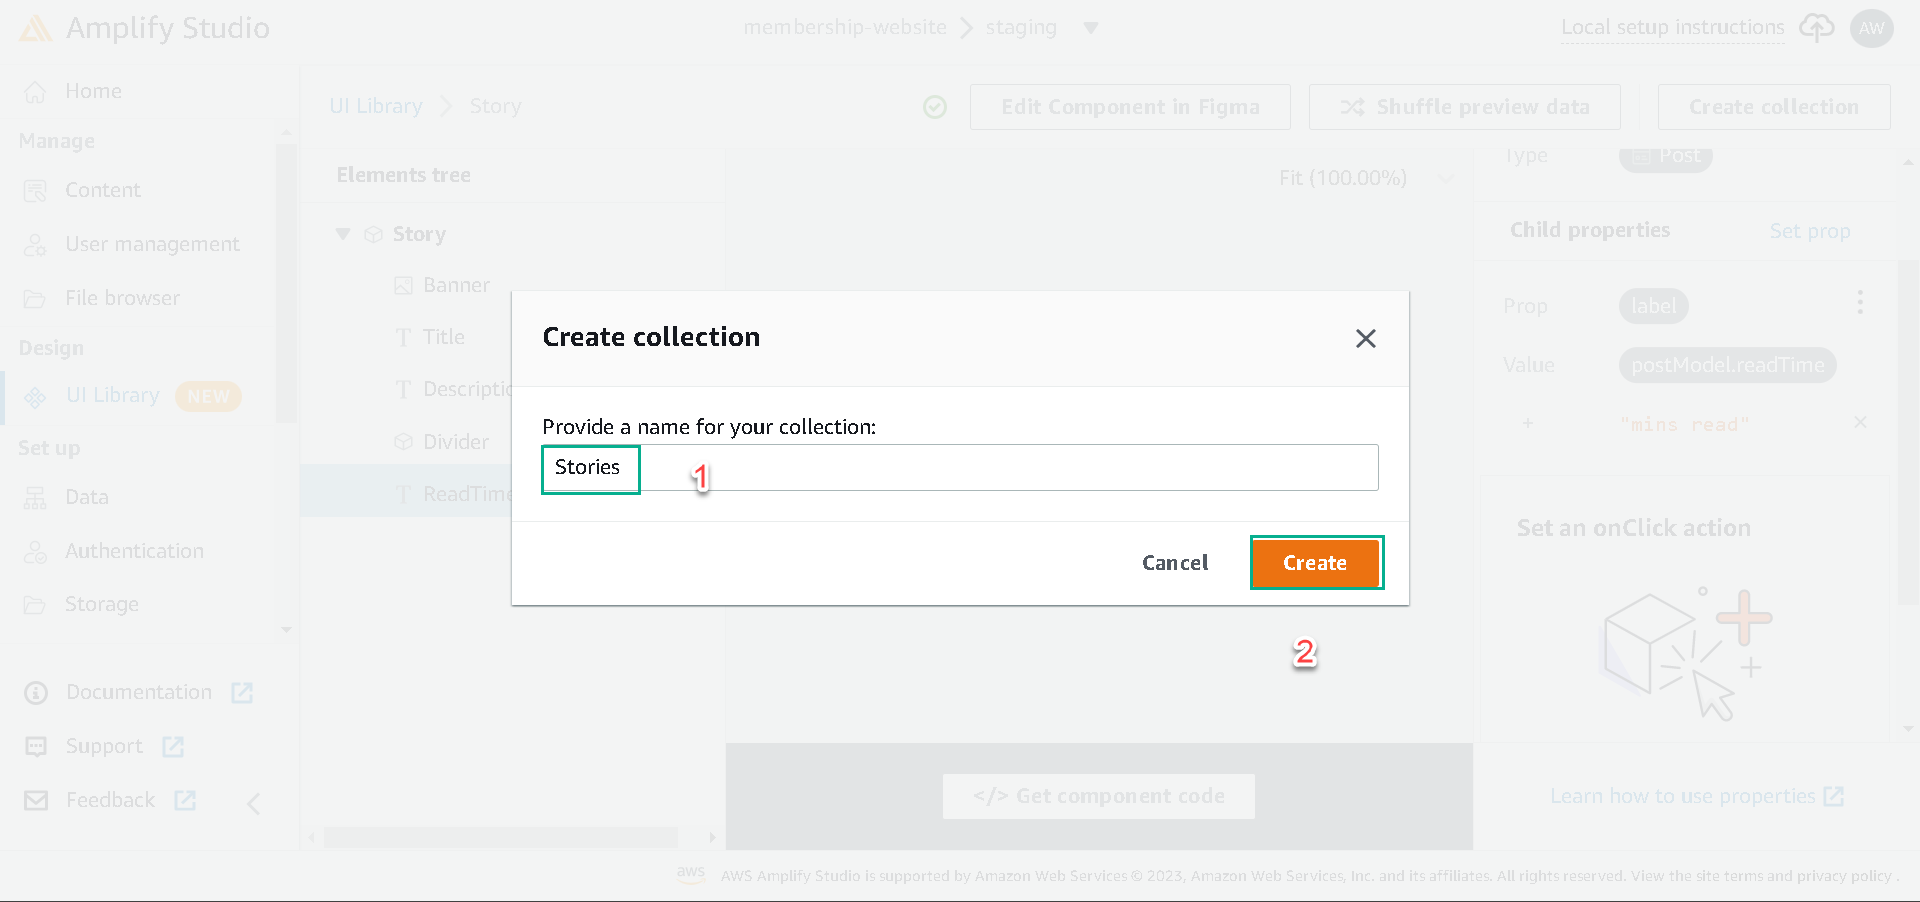 Amplify Studio
membership-website
staging
Local setup instructions
AW
Home
Manage
Content
User management
File browser
Design
UI Library
NEW
Set up
Data
Authentication
Storage
Documentation
Support
Feedback
UI Library
Story
Edit Component in Figma
Shuffle preview data
Create collection
Elements tree
Story
Banner
Title
Descriptio
Divider
ReadTime
Fit (100.00%)
Create collection
Provide a name for your collection:
Stories
1
Cancel
Create
2
</> Get component code
Type
Post
Child properties
Set prop
Prop
label
Value
postModel.readTime
+
"mins read"
Set an onClick action
Learn how to use properties
aws
AWS Amplify Studio is supported by Amazon Web Services © 2023, Amazon Web Services, Inc. and its affiliates. All rights reserved. View the site terms and privacy policy .